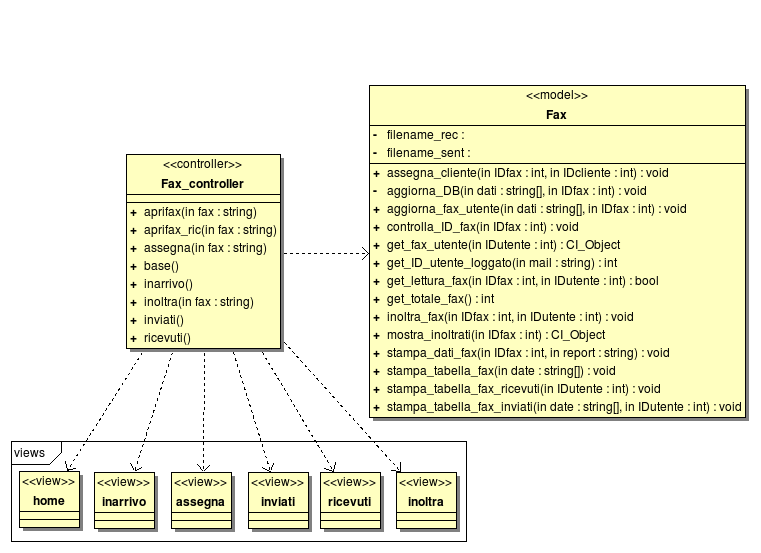 <<model>>
Fax
- filename_rec :
- filename_sent :
+ assegna_cliente(in IDfax : int, in IDcliente : int) : void
- aggiorna_DB(in dati : string[], in IDfax : int) : void
+ aggiorna_fax_utente(in dati : string[], in IDfax : int) : void
+ controlla_ID_fax(in IDfax : int) : void
+ get_fax_utente(in IDutente : int) : CI_Object
+ get_ID_utente_loggato(in mail : string) : int
+ get_lettura_fax(in IDfax : int, in IDutente : int) : bool
+ get_totale_fax() : int
+ inoltra_fax(in IDfax : int, in IDutente : int) : void
+ mostra_inoltrati(in IDfax : int) : CI_Object
+ stampa_dati_fax(in IDfax : int, in report : string) : void
+ stampa_tabella_fax(in date : string[]) : void
+ stampa_tabella_fax_ricevuti(in IDutente : int) : void
+ stampa_tabella_fax_inviati(in date : string[], in IDutente : int) : void
<<controller>>
Fax_controller
+ aprifax(in fax : string)
+ aprifax_ric(in fax : string)
+ assegna(in fax : string)
+ base()
+ inarrivo()
+ inoltra(in fax : string)
+ inviati()
+ ricevuti()
views
<<view>>
home
<<view>>
inarrivo
<<view>>
assegna
<<view>>
inviati
<<view>>
ricevuti
<<view>>
inoltra